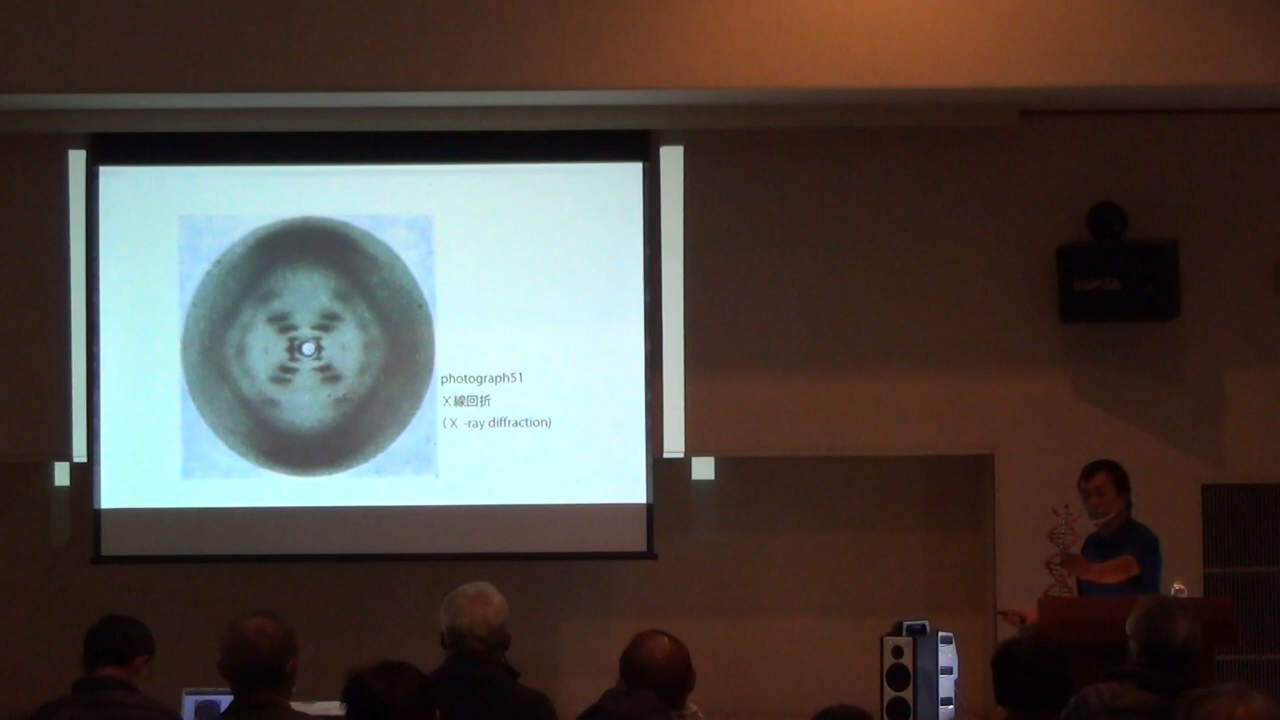 photograph51
X線回折
( X -ray diffraction)